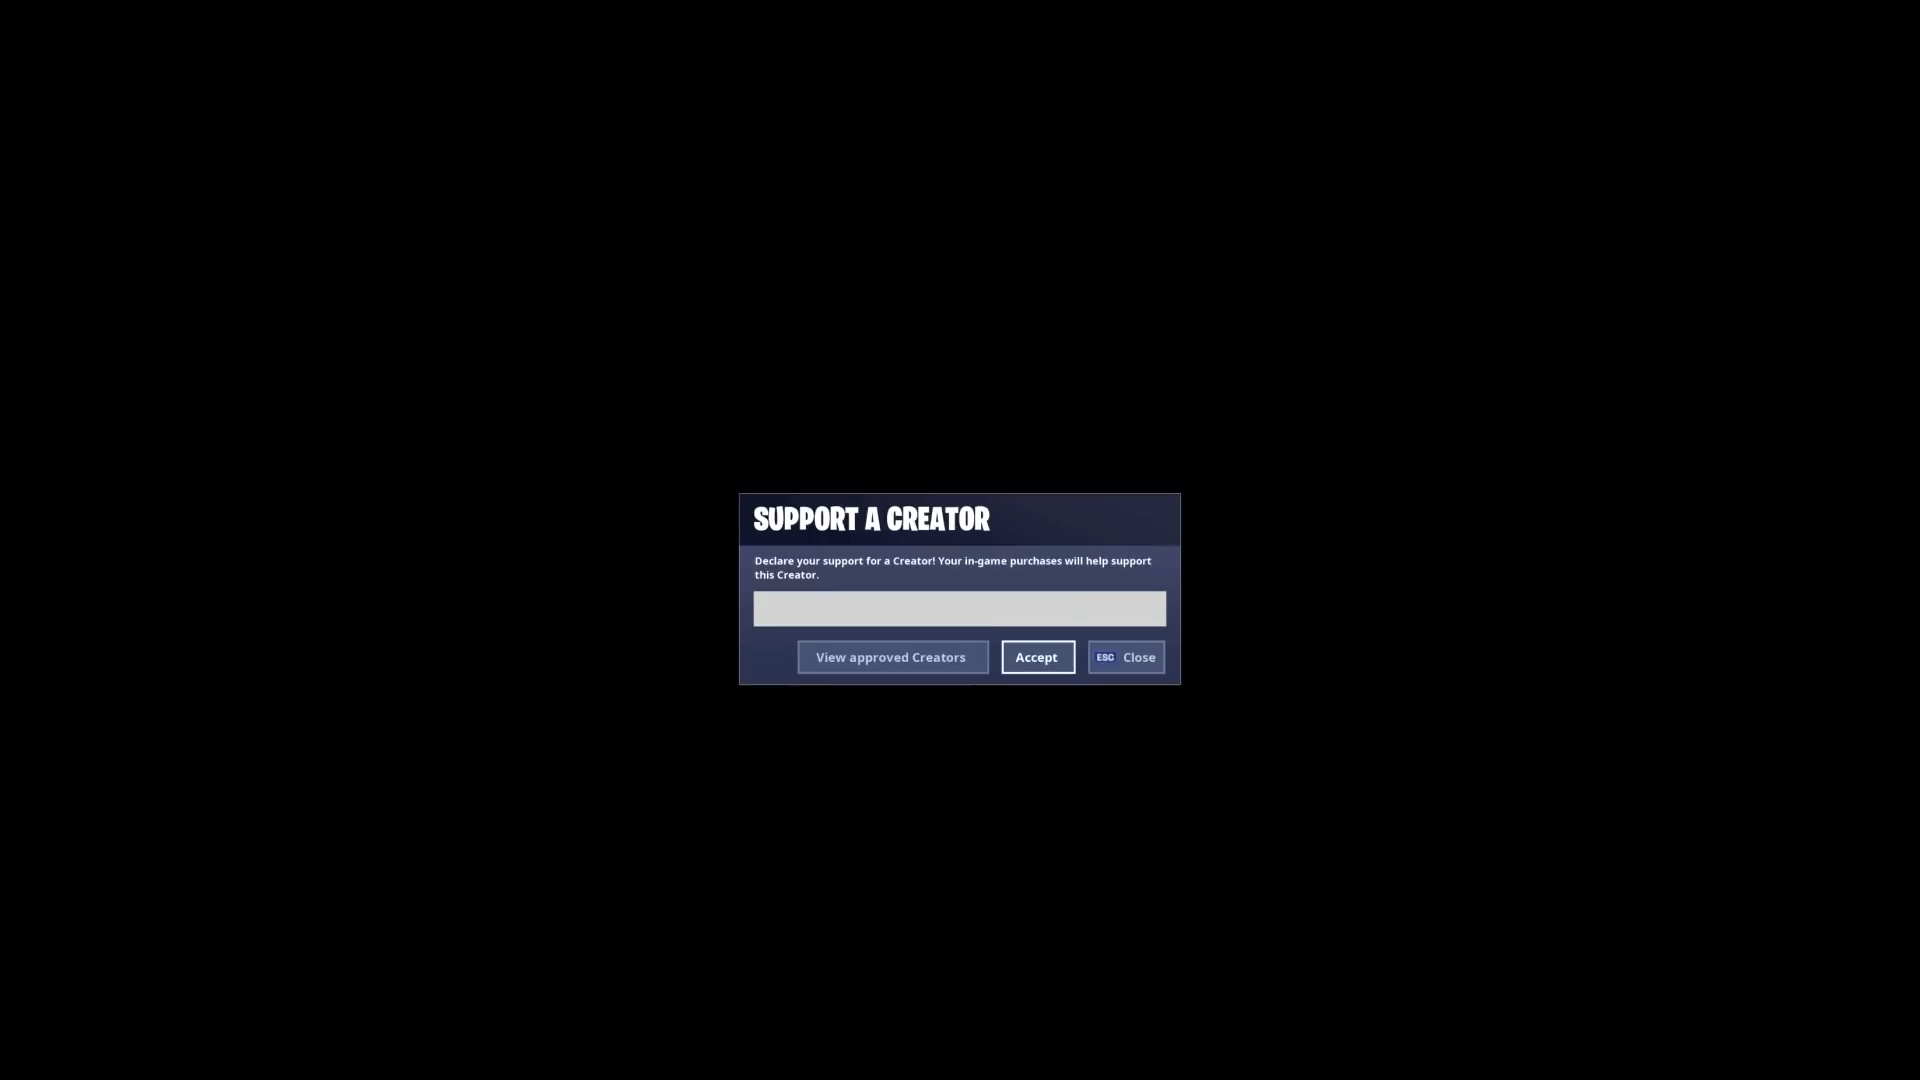 SUPPORT A CREATOR
Declare your support for a Creator! Your in-game purchases will help support
this Creator.
View approved Creators
Accept
ESC Close